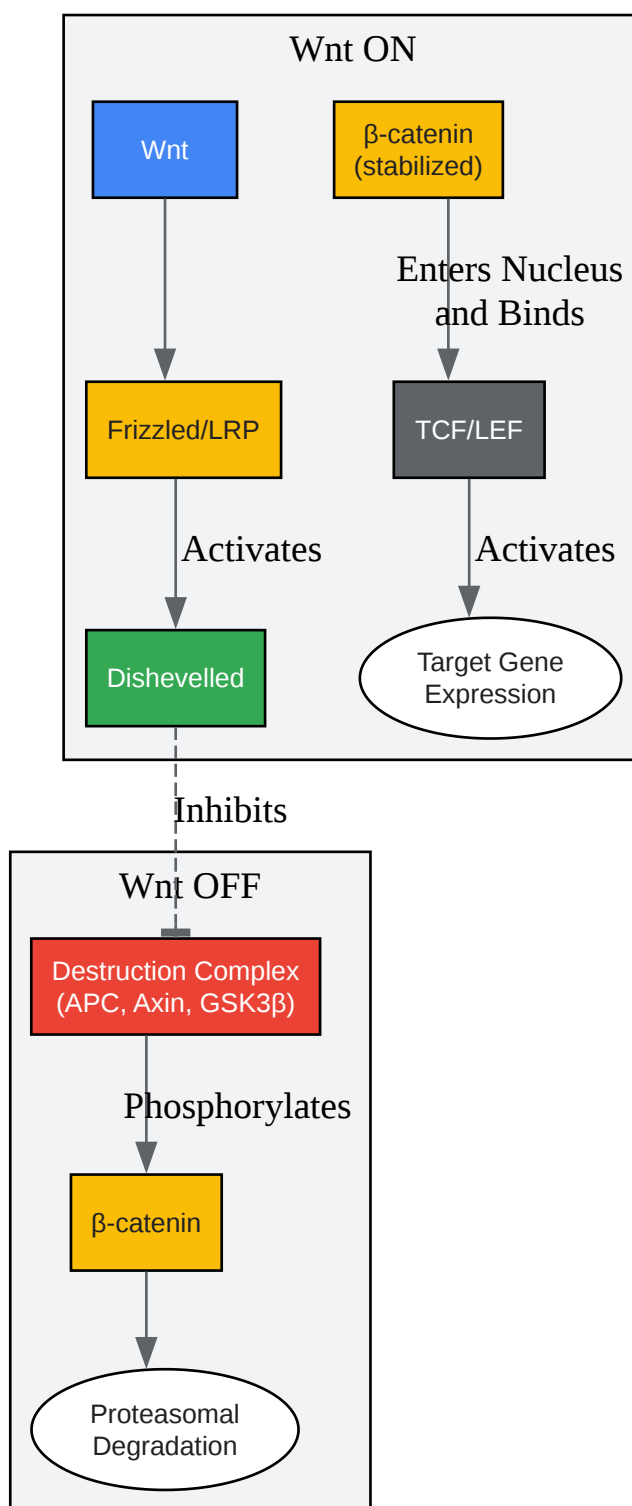 Wnt ON
Wnt
β-catenin
(stabilized)
Enters Nucleus
and Binds
Frizzled/LRP
TCF/LEF
Activates
Activates
Dishevelled
Target Gene
Expression
Inhibits
Wnt OFF
Destruction Complex
(APC, Axin, GSK3β)
Phosphorylates
β-catenin
Proteasomal
Degradation